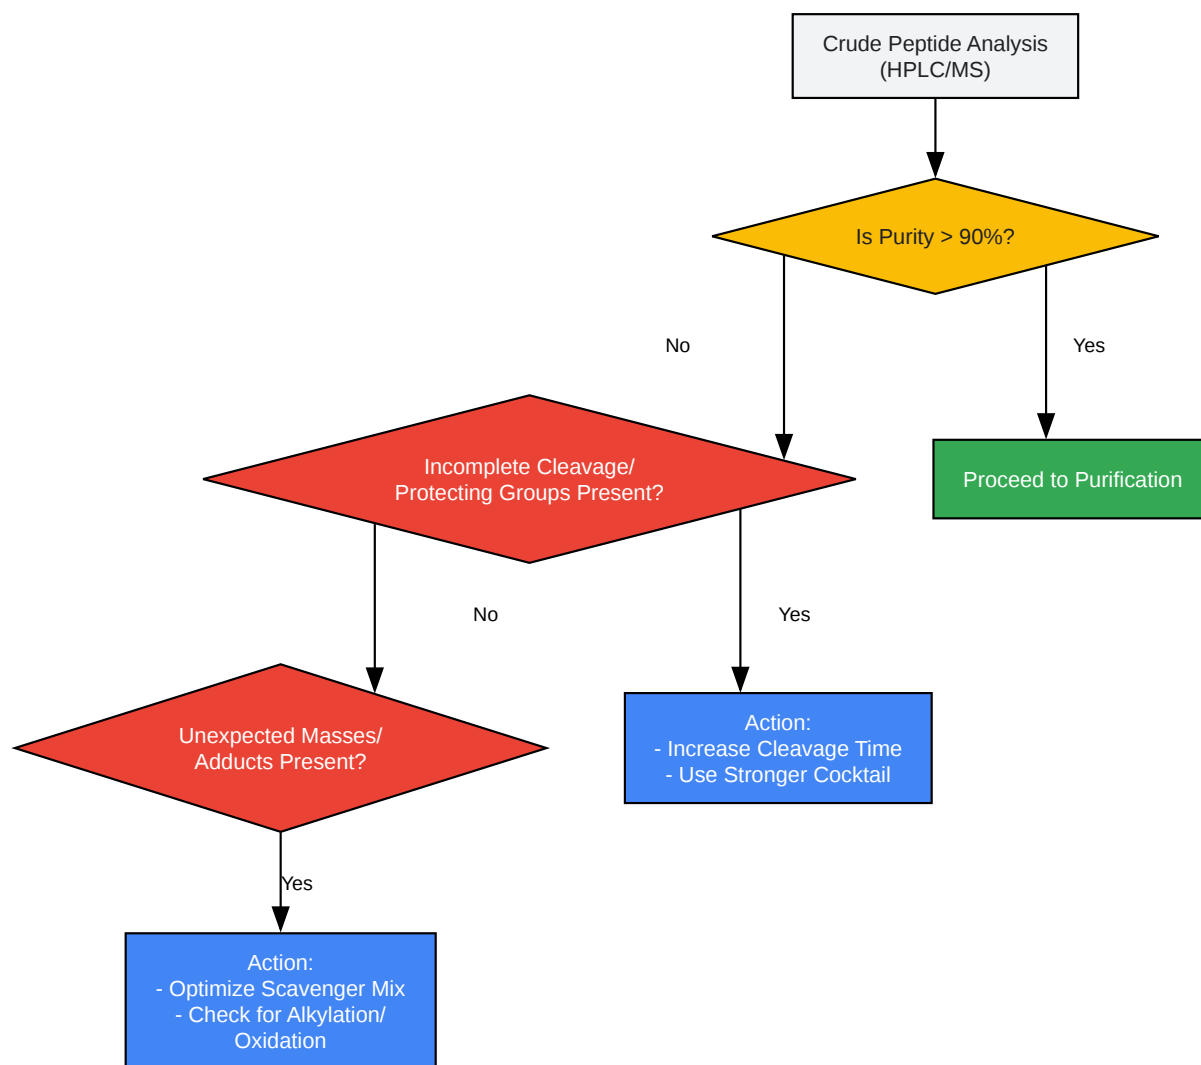 Crude Peptide Analysis
(HPLC/MS)
Is Purity > 90%?
No
Yes
Incomplete Cleavage/
Protecting Groups Present?
Proceed to Purification
No
Yes
Unexpected Masses/
Adducts Present?
Action:
- Increase Cleavage Time
- Use Stronger Cocktail
Yes
Action:
- Optimize Scavenger Mix
- Check for Alkylation/
Oxidation